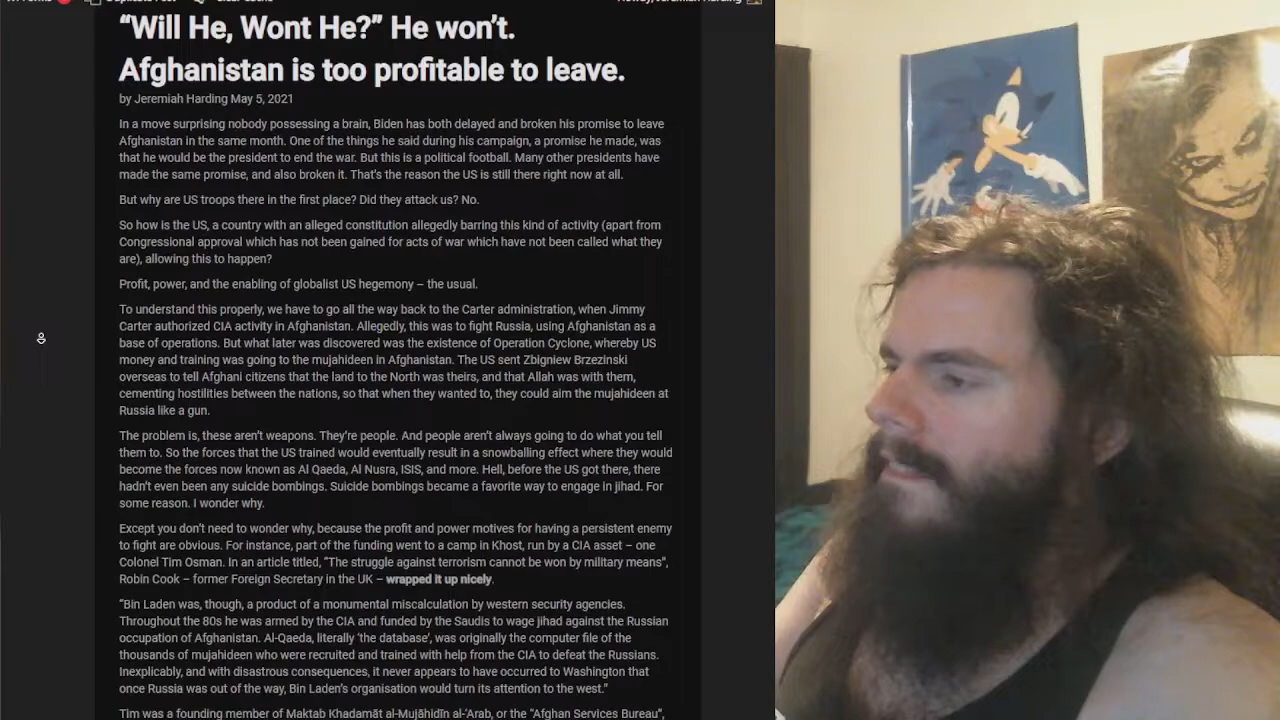 “Will He, Wont He?” He won’t.
Afghanistan is too profitable to leave.
by Jeremiah Harding May 5, 2021
In a move surprising nobody possessing a brain, Biden has both delayed and broken his promise to leave
Afghanistan in the same month. One of the things he said during his campaign, a promise he made, was
that he would be the president to end the war. But this is a political football. Many other presidents have
made the same promise, and also broken it. That's the reason the US is still there right now at all.
But why are US troops there in the first place? Did they attack us? No.
So how is the US, a country with an alleged constitution allegedly barring this kind of activity (apart from
Congressional approval which has not been gained for acts of war which have not been called what they
are), allowing this to happen?
Profit, power, and the enabling of globalist US hegemony – the usual.
To understand this properly, we have to go all the way back to the Carter administration, when Jimmy
Carter authorized CIA activity in Afghanistan. Allegedly, this was to fight Russia, using Afghanistan as a
base of operations. But what later was discovered was the existence of Operation Cyclone, whereby US
money and training was going to the mujahideen in Afghanistan. The US sent Zbigniew Brzezinski
overseas to tell Afghani citizens that the land to the North was theirs, and that Allah was with them,
cementing hostilities between the nations, so that when they wanted to, they could aim the mujahideen at
Russia like a gun.
The problem is, these aren’t weapons. They’re people. And people aren’t always going to do what you tell
them to. So the forces that the US trained would eventually result in a snowballing effect where they would
become the forces now known as Al Qaeda, Al Nusra, ISIS, and more. Hell, before the US got there, there
hadn’t even been any suicide bombings. Suicide bombings became a favorite way to engage in jihad. For
some reason. I wonder why.
Except you don’t need to wonder why, because the profit and power motives for having a persistent enemy
to fight are obvious. For instance, part of the funding went to a camp in Khost, run by a CIA asset – one
Colonel Tim Osman. In an article titled, “The struggle against terrorism cannot be won by military means”,
Robin Cook – former Foreign Secretary in the UK – wrapped it up nicely.
“Bin Laden was, though, a product of a monumental miscalculation by western security agencies.
Throughout the 80s he was armed by the CIA and funded by the Saudis to wage jihad against the Russian
occupation of Afghanistan. Al-Qaeda, literally ‘the database’, was originally the computer file of the
thousands of mujahideen who were recruited and trained with help from the CIA to defeat the Russians.
Inexplicably, and with disastrous consequences, it never appears to have occurred to Washington that
once Russia was out of the way, Bin Laden’s organisation would turn its attention to the west.”
Tim was a founding member of Maktab Khadamāt al-Mujāhidīn al-‘Arab, or the “Afghan Services Bureau”,